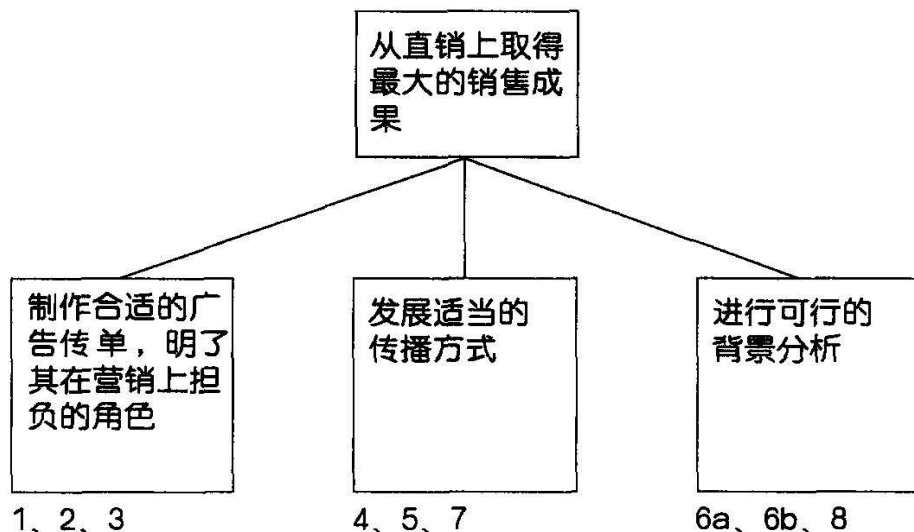 从直销上取得
最大的销售成
果
制作合适的广
告传单，明了
其在营销上担
负的角色
发展适当的
传播方式
进行可行的
背景分析
1、2、3
4、5、7
6a、6b、8